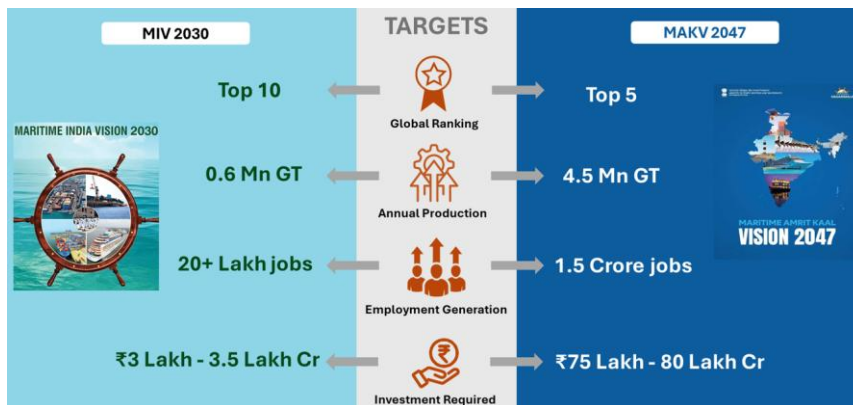 MIV 2030
TARGETS
MAKV 2047
Top 10
Global Ranking
Top 5
MARITIME INDIA VISION 2030
0.6 Mn GT
Annual Production
4.5 Mn GT
MARITIME AMRIT KAAL
VISION 2047
20+ Lakh jobs
Employment Generation
1.5 Crore jobs
₹3 Lakh - 3.5 Lakh Cr
Investment Required
₹75 Lakh - 80 Lakh Cr